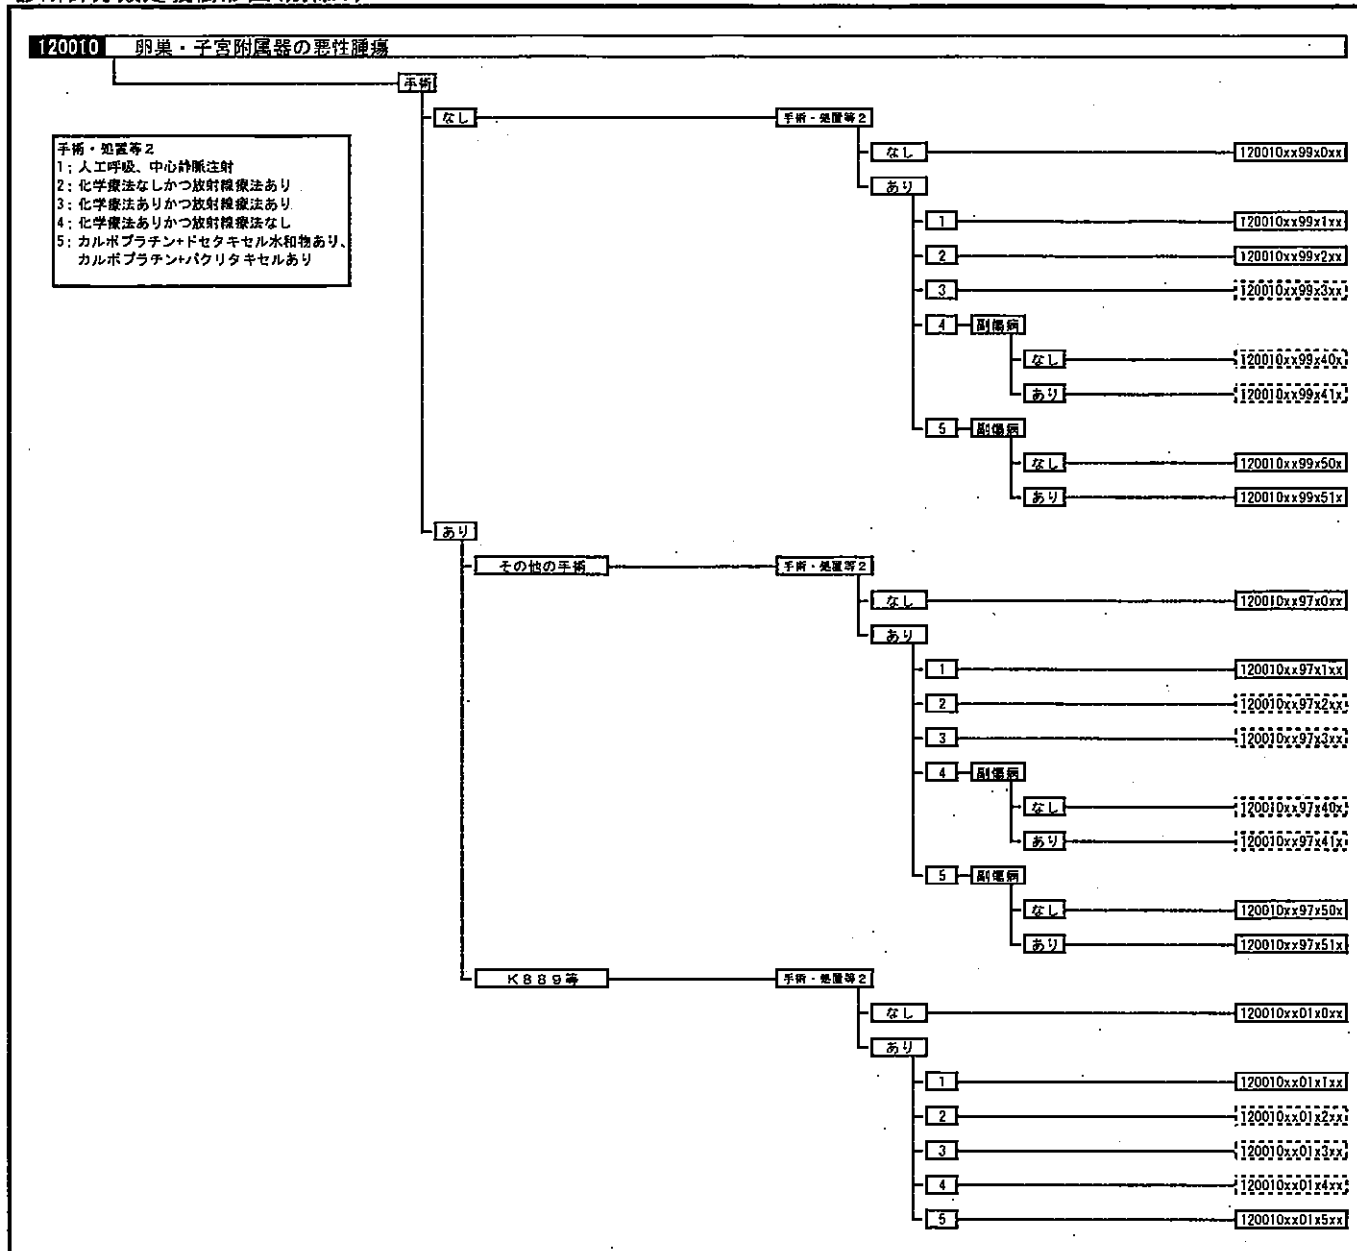 120010 卵巣・子宮附属器の悪性腫瘍
手術
なし
手術・処置等2
手術・処置等2
1；人工呼吸、中心静脈注射
2；化学療法なしかつ放射線療法あり
3；化学療法ありかつ放射線療法あり
4；化学療法ありかつ放射線療法なし
5；カルボプラチン+ドセタキセル水和物あり、
カルボプラチン+パクリタキセルあり
なし 120010xx99x0xx
あり
1 120010xx99x1xx
2 120010xx99x2xx
3 120010xx99x3xx
4 副傷病
なし 120010xx99x40x
あり 120010xx99x41x
5 副傷病
なし 120010xx99x50x
あり 120010xx99x51x
あり
その他の手術 手術・処置等2
なし 120010xx97x0xx
あり
1 120010xx97x1xx
2 120010xx97x2xx
3 120010xx97x3xx
4 副傷病
なし 120010xx97x40x
あり 120010xx97x41x
5 副傷病
なし 120010xx97x50x
あり 120010xx97x51x
K889等 手術・処置等2
なし 120010xx01x0xx
あり
1 120010xx01x1xx
2 120010xx01x2xx
3 120010xx01x3xx
4 120010xx01x4xx
5 120010xx01x5xx